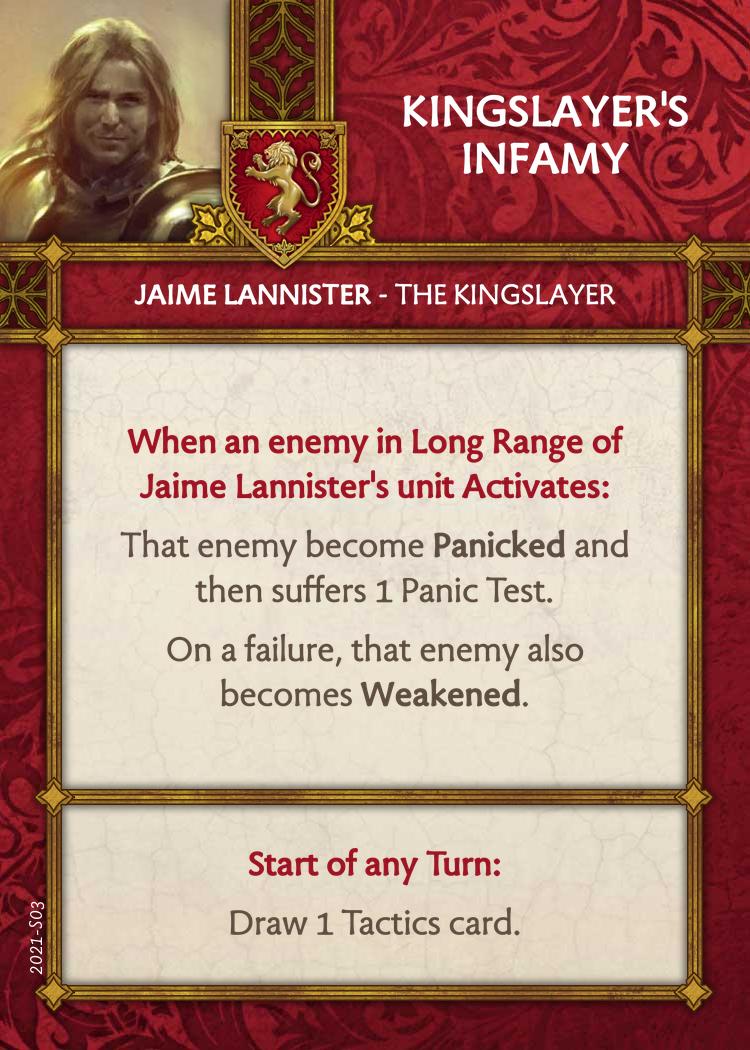 KINGSLAYER'S
INFAMY
JAIME LANNISTER - THE KINGSLAYER
When an enemy in Long Range of
Jaime Lannister's unit Activates:
That enemy become Panicked and
then suffers 1 Panic Test.
On a failure, that enemy also
becomes Weakened.
Start of any Turn:
Draw 1 Tactics card.
2021-S03